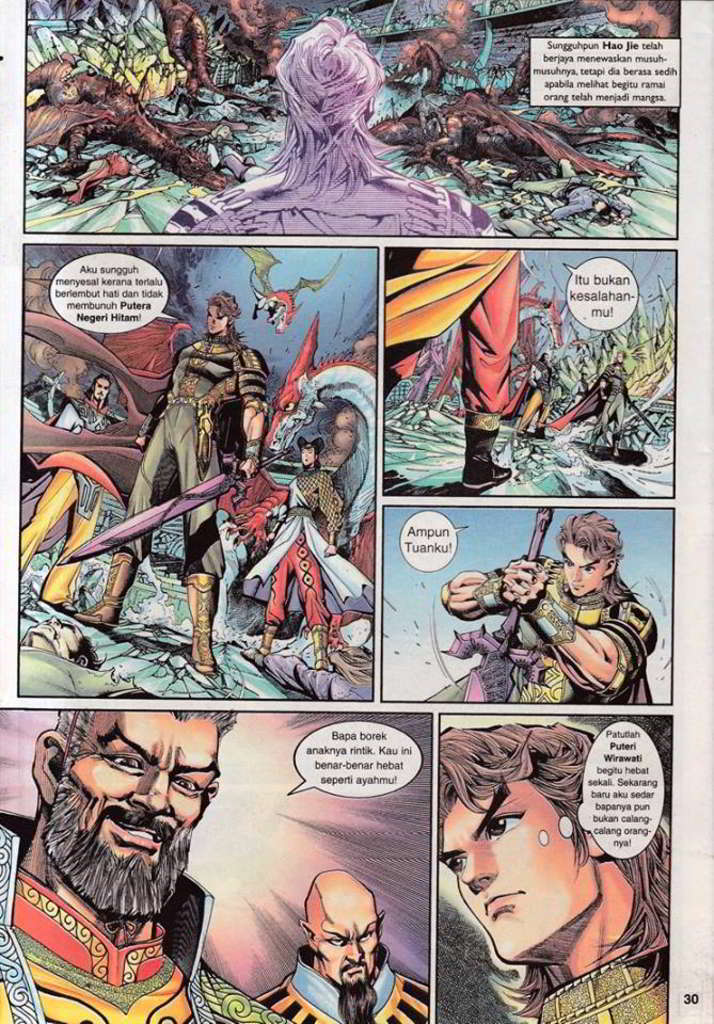 Sungguhpun Hao Jie telah
berjaya menewaskan musuh-
musuhnya, tetapi dia berasa sedih
apabila melihat begitu ramai
orang telah menjadi mangsa.
Aku sungguh
menyesal kerana terlalu
berlembut hati dan tidak
membunuh Putera
Negeri Hitam!
Itu bukan
kesalahan-
mu!
Ampun
Tuanku!
Bapa borek
anaknya rintik. Kau ini
benar-benar hebat
seperti ayahmu!
Patutlah
Puteri
Wirawati
begitu hebat
sekali. Sekarang
baru aku sedar
bapanya pun
bukan calang-
calang orang-
nya!
30